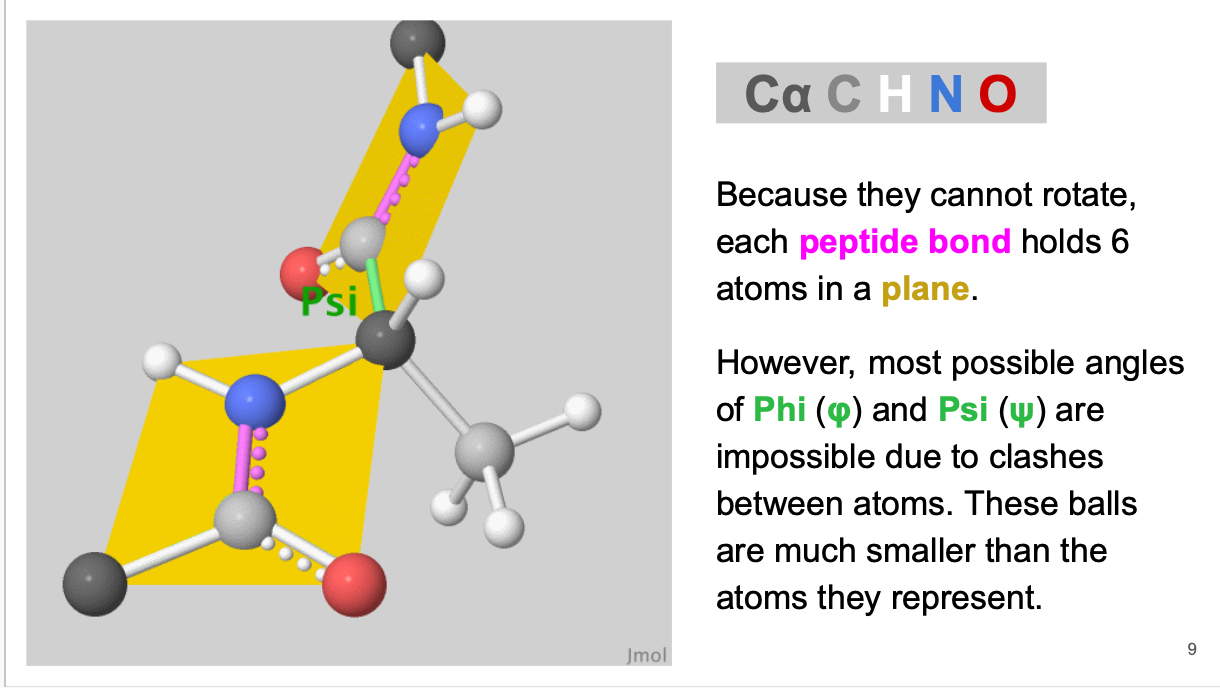 Cα C H N O
Because they cannot rotate,
each peptide bond holds 6
atoms in a plane.
However, most possible angles
of Phi (φ) and Psi (ψ) are
impossible due to clashes
between atoms. These balls
are much smaller than the
atoms they represent.
Psi
Jmol
9